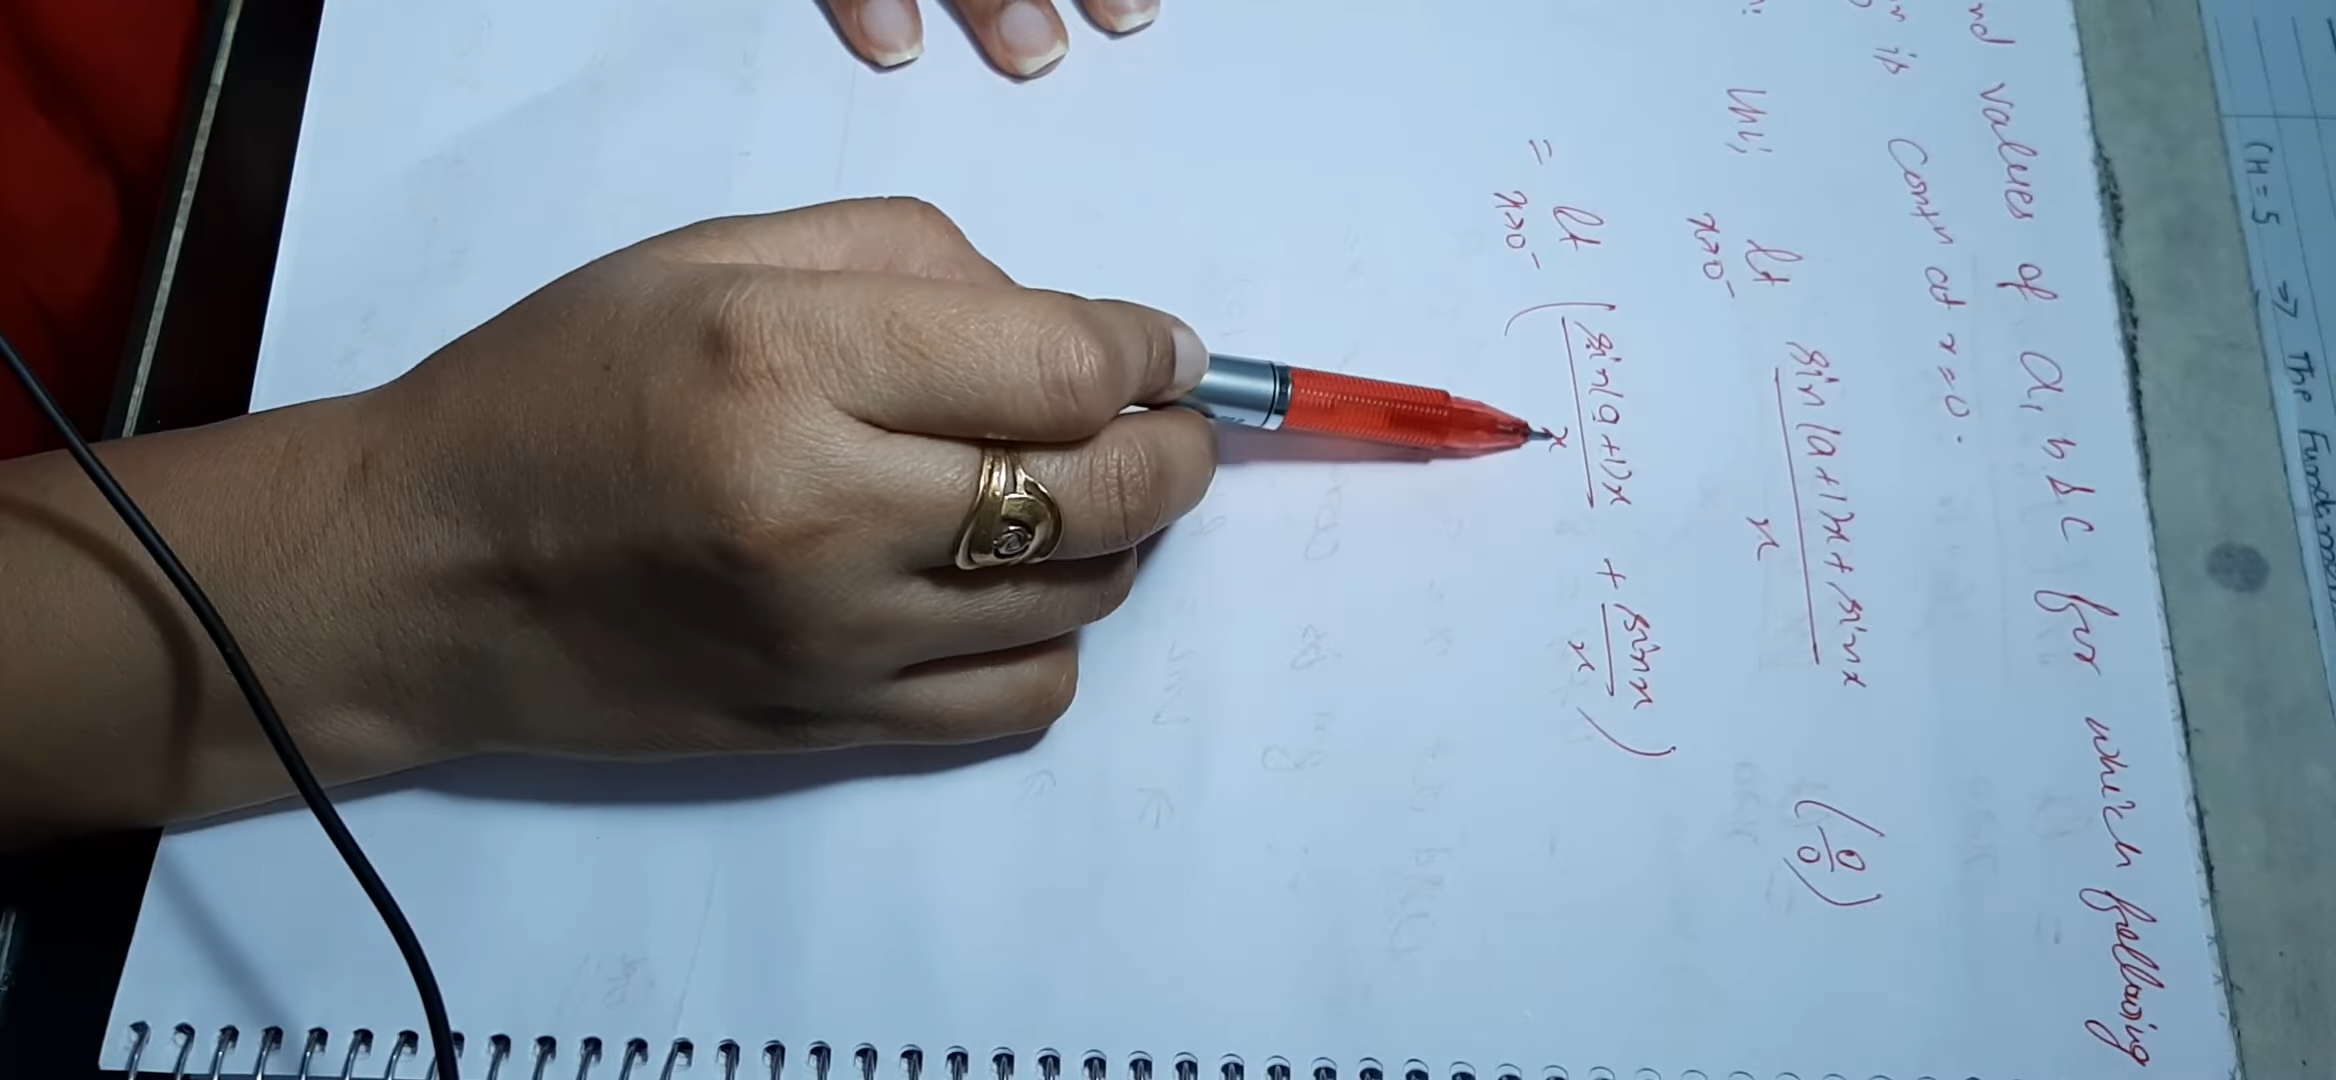 CH = 5 ⇒ The Fundamen
nd values of a, b & c for which following
n is contn at x = 0.
LHL; lt x→0⁻ sin(a+1)x + sinx / x (0/0)
= lt x→0⁻ ( sin(a+1)x / x + sinx / x )